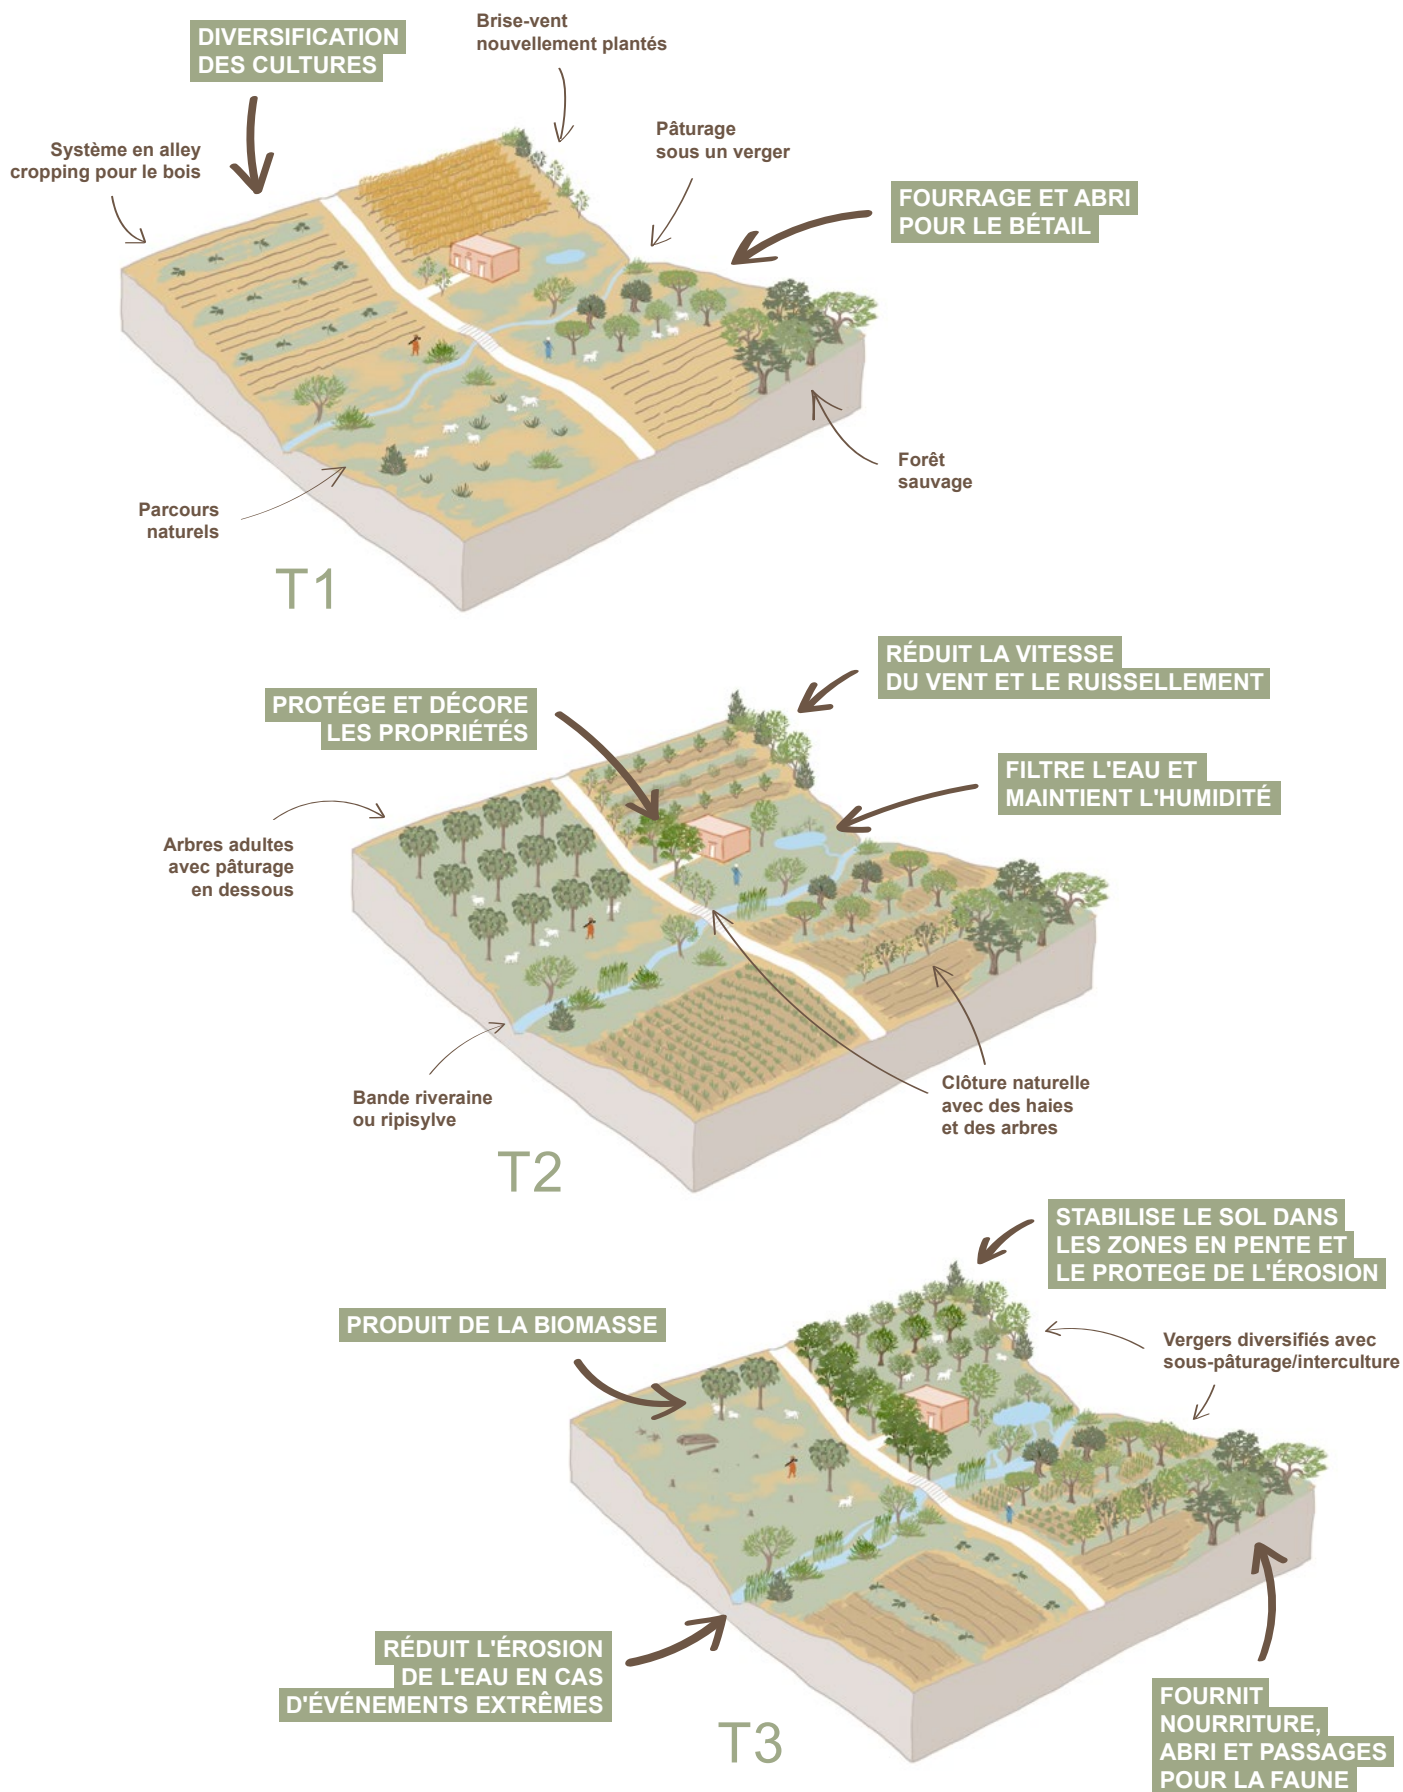 DIVERSIFICATION
DES CULTURES
Brise-vent
nouvellement plantés
Système en alley
cropping pour le bois
Pâturage
sous un verger
FOURRAGE ET ABRI
POUR LE BÉTAIL
Forêt
sauvage
Parcours
naturels
T1
RÉDUIT LA VITESSE
DU VENT ET LE RUISSELLEMENT
PROTÉGE ET DÉCORE
LES PROPRIÉTÉS
FILTRE L'EAU ET
MAINTIENT L'HUMIDITÉ
Arbres adultes
avec pâturage
en dessous
Bande riveraine
ou ripisylve
Clôture naturelle
avec des haies
et des arbres
T2
STABILISE LE SOL DANS
LES ZONES EN PENTE ET
LE PROTEGE DE L'ÉROSION
PRODUIT DE LA BIOMASSE
Vergers diversifiés avec
sous-pâturage/interculture
RÉDUIT L'ÉROSION
DE L'EAU EN CAS
D'ÉVÉNEMENTS EXTRÊMES
T3
FOURNIT
NOURRITURE,
ABRI ET PASSAGES
POUR LA FAUNE